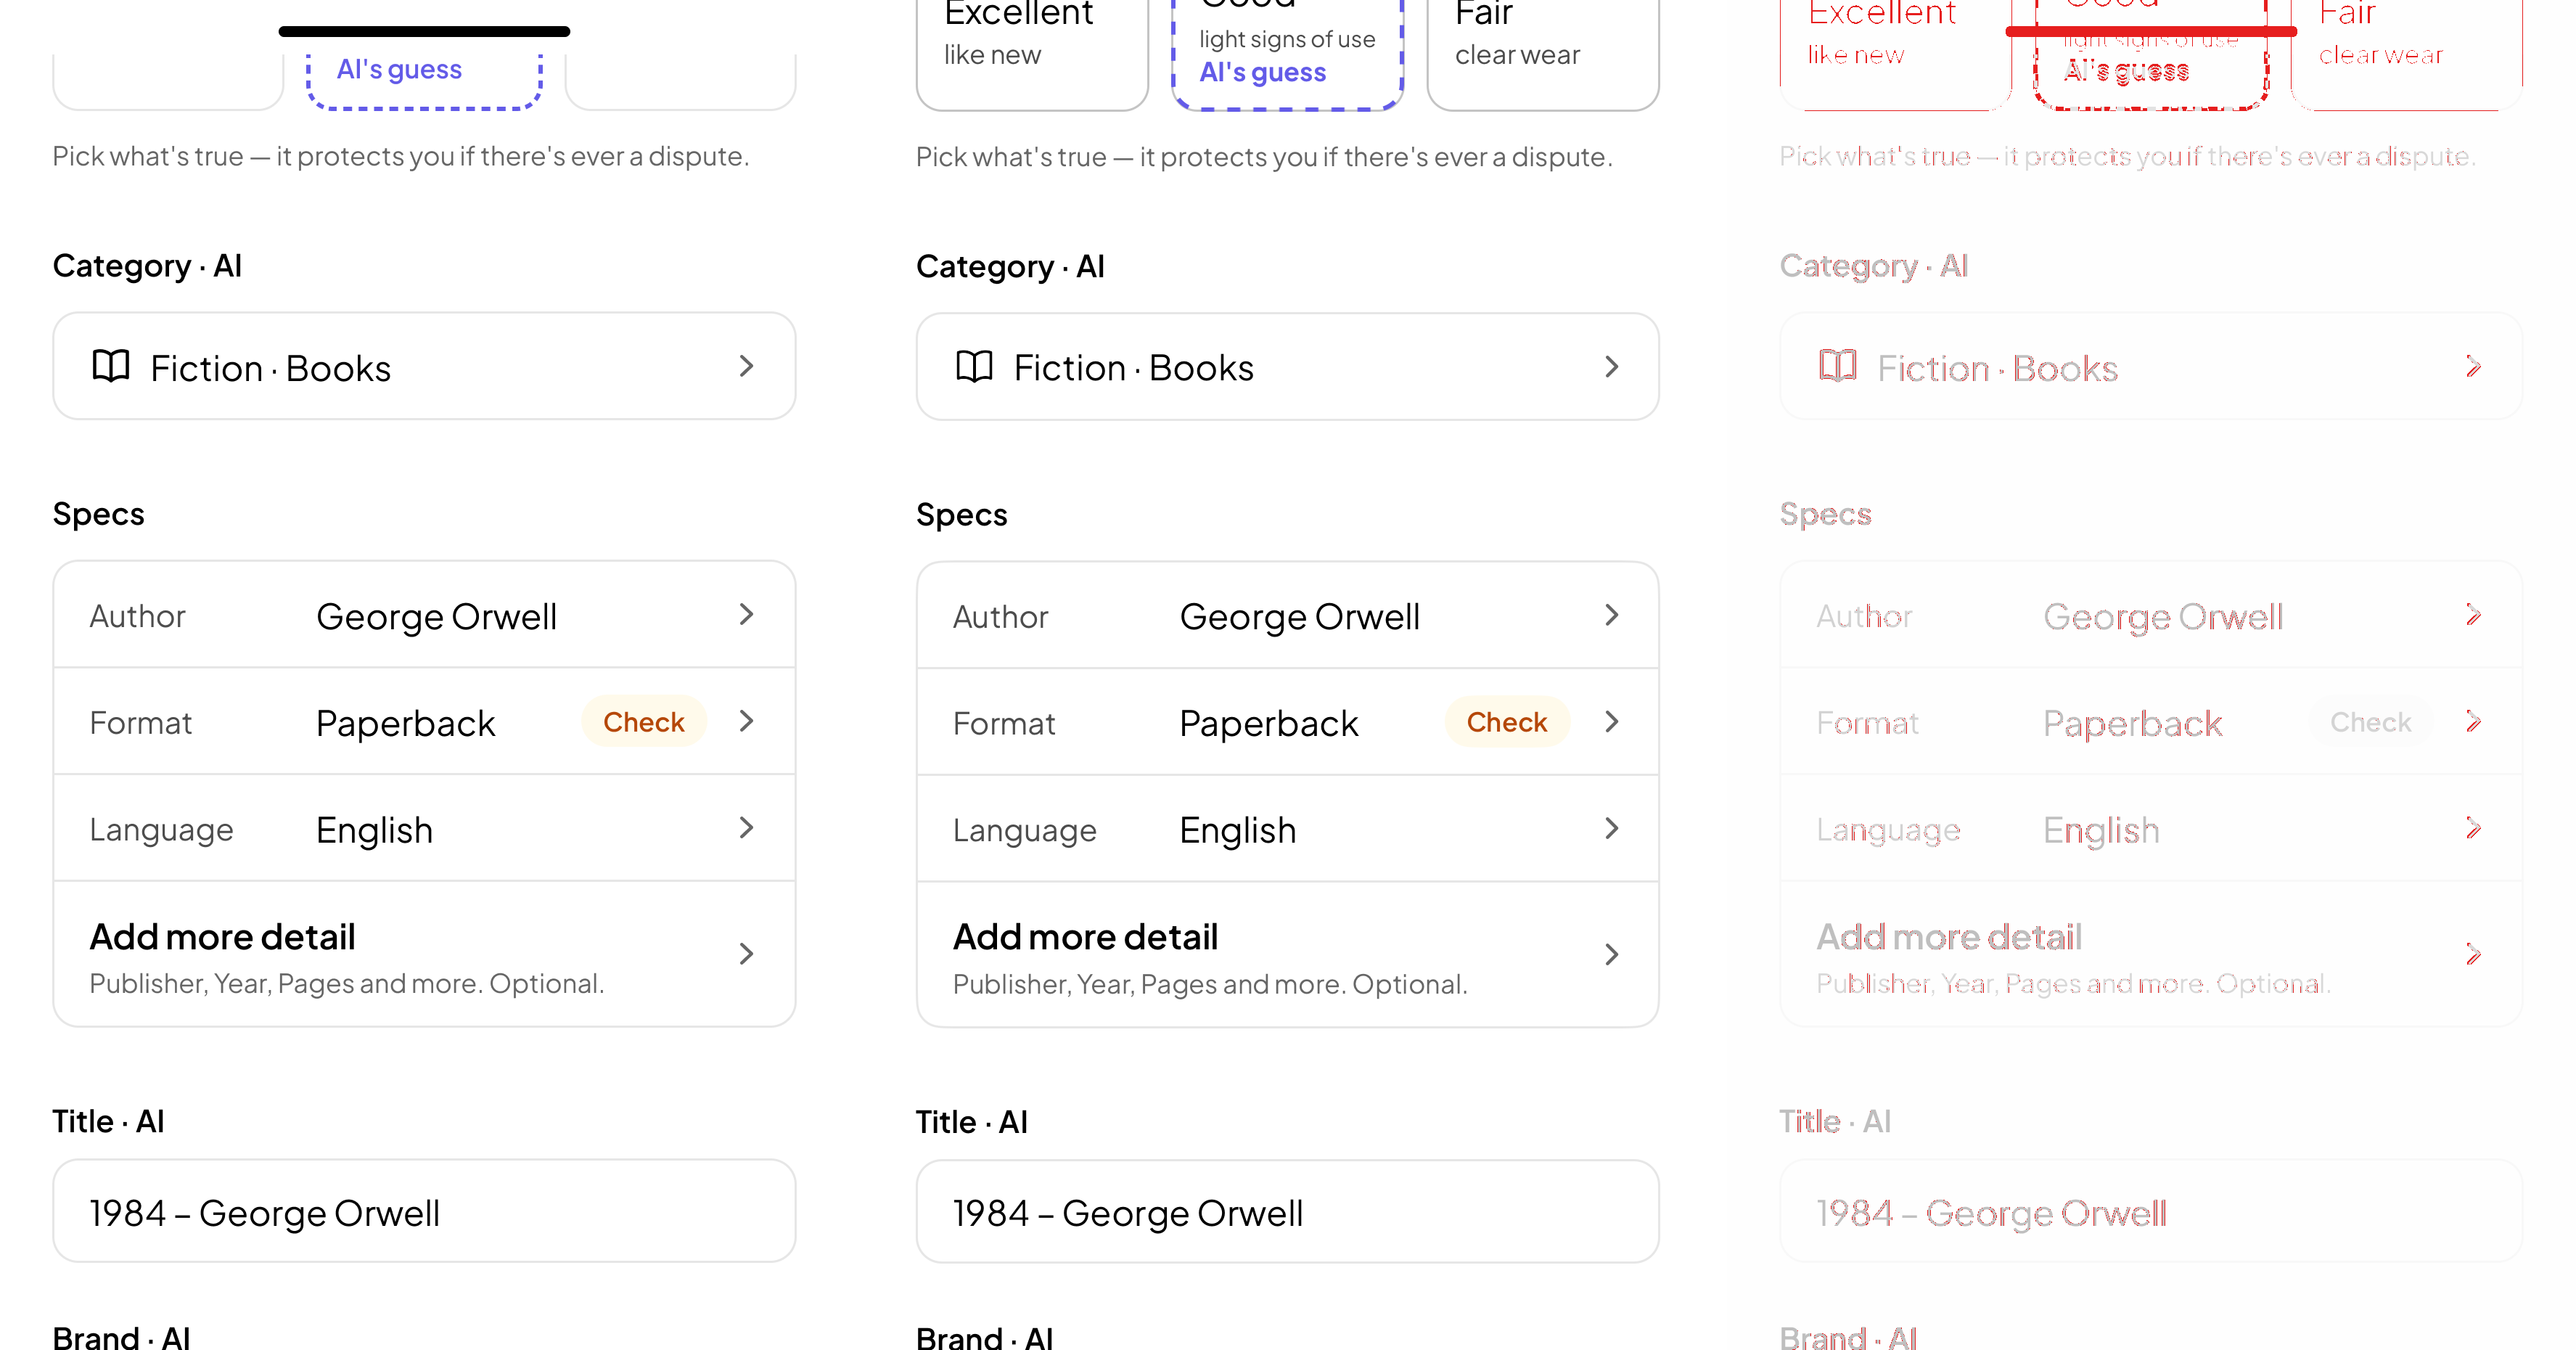 AI's guess
Pick what's true — it protects you if there's ever a dispute.
Category · AI
Fiction · Books
Specs
Author George Orwell
Format Paperback Check
Language English
Add more detail
Publisher, Year, Pages and more. Optional.
Title · AI
1984 – George Orwell
Brand · AI
Excellent
like new
Good
light signs of use
AI's guess
Fair
clear wear
Pick what's true — it protects you if there's ever a dispute.
Category · AI
Fiction · Books
Specs
Author George Orwell
Format Paperback Check
Language English
Add more detail
Publisher, Year, Pages and more. Optional.
Title · AI
1984 – George Orwell
Brand · AI
Excellent
like new
Good
light signs of use
AI's guess
Fair
clear wear
Pick what's true — it protects you if there's ever a dispute.
Category · AI
Fiction · Books
Specs
Author George Orwell
Format Paperback Check
Language English
Add more detail
Publisher, Year, Pages and more. Optional.
Title · AI
1984 – George Orwell
Brand · AI